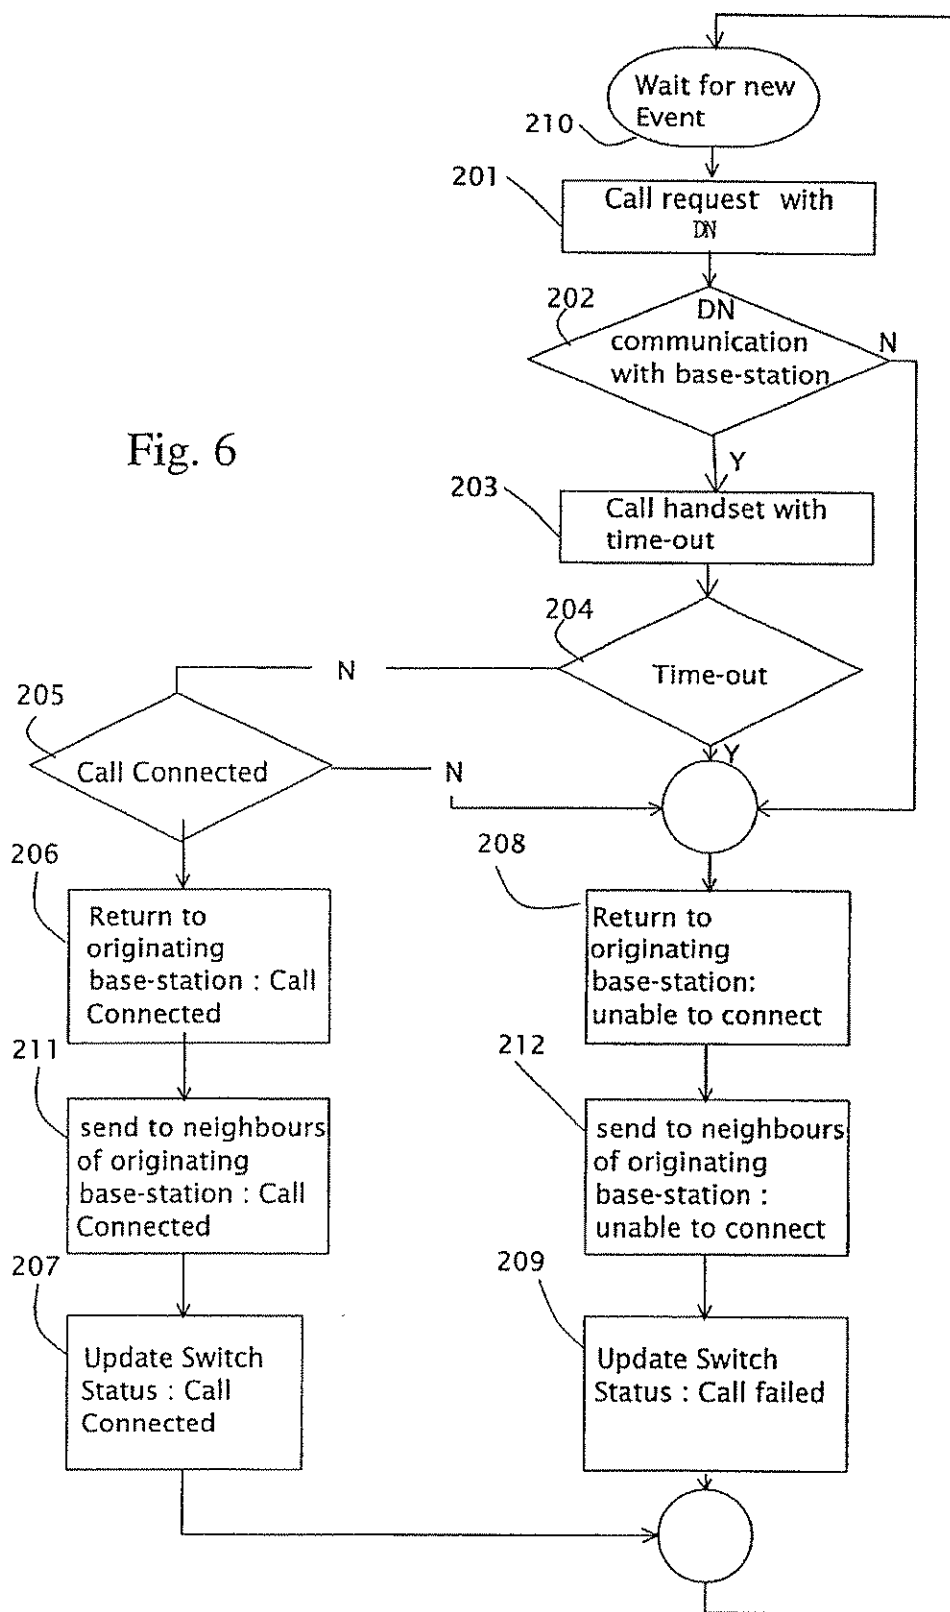 Wait for new
Event
210
201
Call request with
DN
202
DN
communication
with base-station
N
Fig. 6
Y
203
Call handset with
time-out
204
N
Time-out
205
Y
Call Connected
N
206
208
Return to
originating
base-station : Call
Connected
Return to
originating
base-station:
unable to connect
211
212
send to neighbours
of originating
base-station : Call
Connected
send to neighbours
of originating
base-station :
unable to connect
207
209
Update Switch
Status : Call
Connected
Update Switch
Status : Call failed